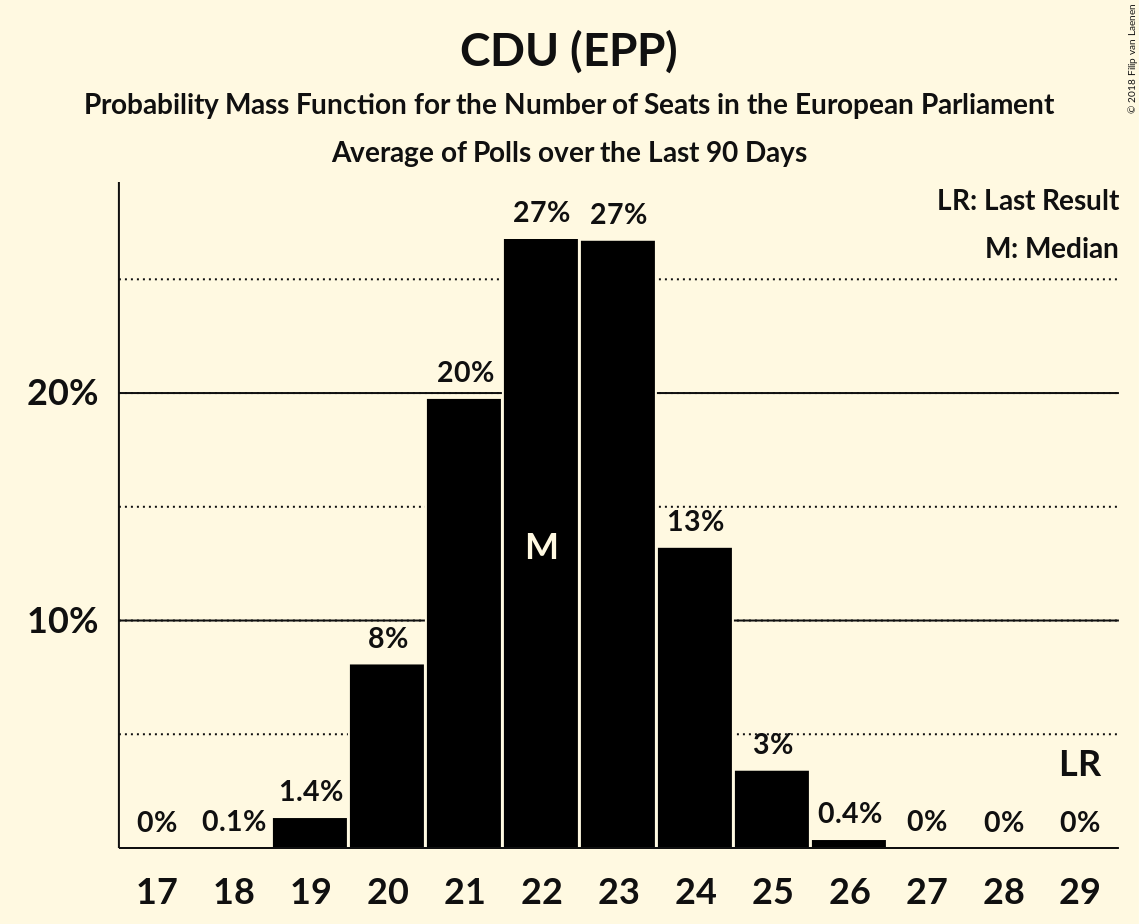 © 2018 Filip van Laenen
CDU (EPP)
Probability Mass Function for the Number of Seats in the European Parliament
Average of Polls over the Last 90 Days
LR: Last Result
M: Median
27% 27%
20% 20%
13%
M
10% 8%
3%
LR
0% 0.1% 1.4% 0.4% 0% 0% 0%
17 18 19 20 21 22 23 24 25 26 27 28 29